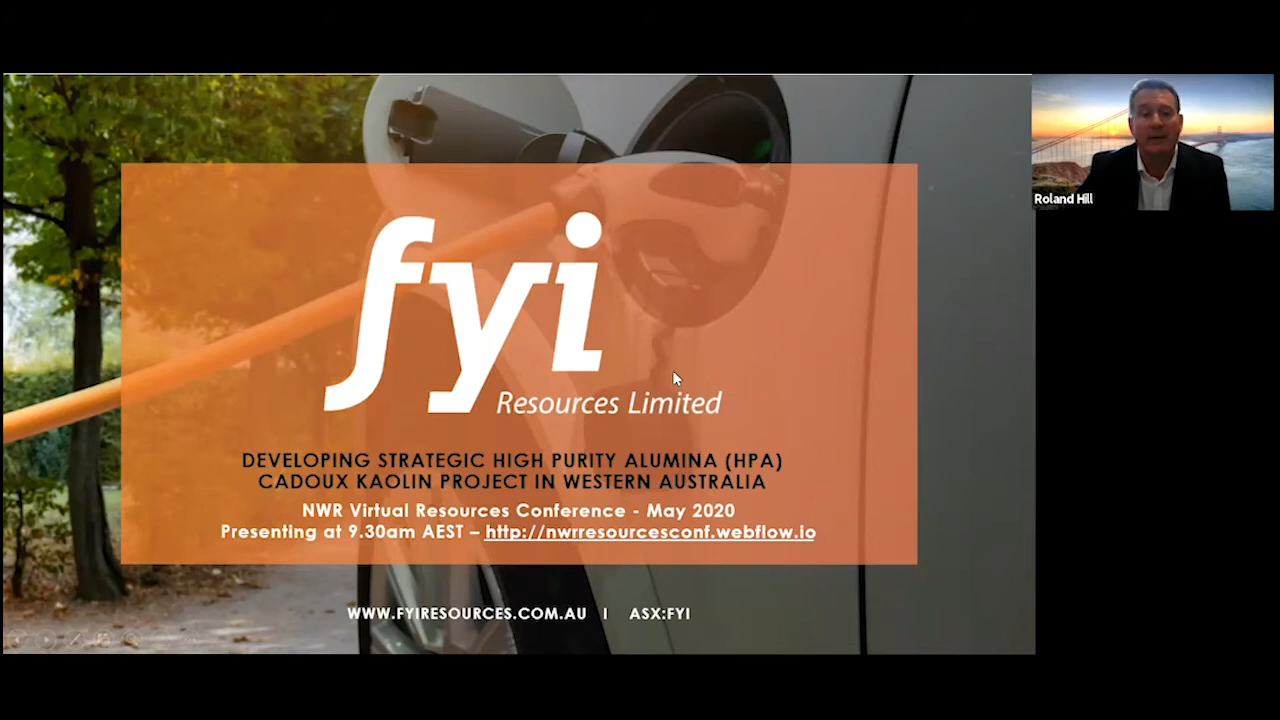 fyi
Resources Limited
DEVELOPING STRATEGIC HIGH PURITY ALUMINA (HPA)
CADOUX KAOLIN PROJECT IN WESTERN AUSTRALIA
NWR Virtual Resources Conference - May 2020
Presenting at 9.30am AEST – http://nwrresourcesconf.webflow.io
WWW.FYIRESOURCES.COM.AU I ASX:FYI
Roland Hill